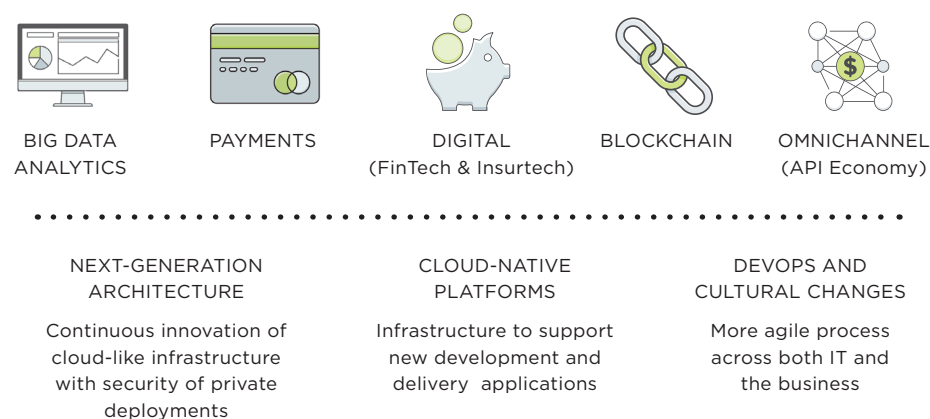 $
BIG DATA
ANALYTICS
PAYMENTS
DIGITAL
(FinTech & Insurtech)
BLOCKCHAIN
OMNICHANNEL
(API Economy)
NEXT-GENERATION
ARCHITECTURE
Continuous innovation of
cloud-like infrastructure
with security of private
deployments
CLOUD-NATIVE
PLATFORMS
Infrastructure to support
new development and
delivery applications
DEVOPS AND
CULTURAL CHANGES
More agile process
across both IT and
the business